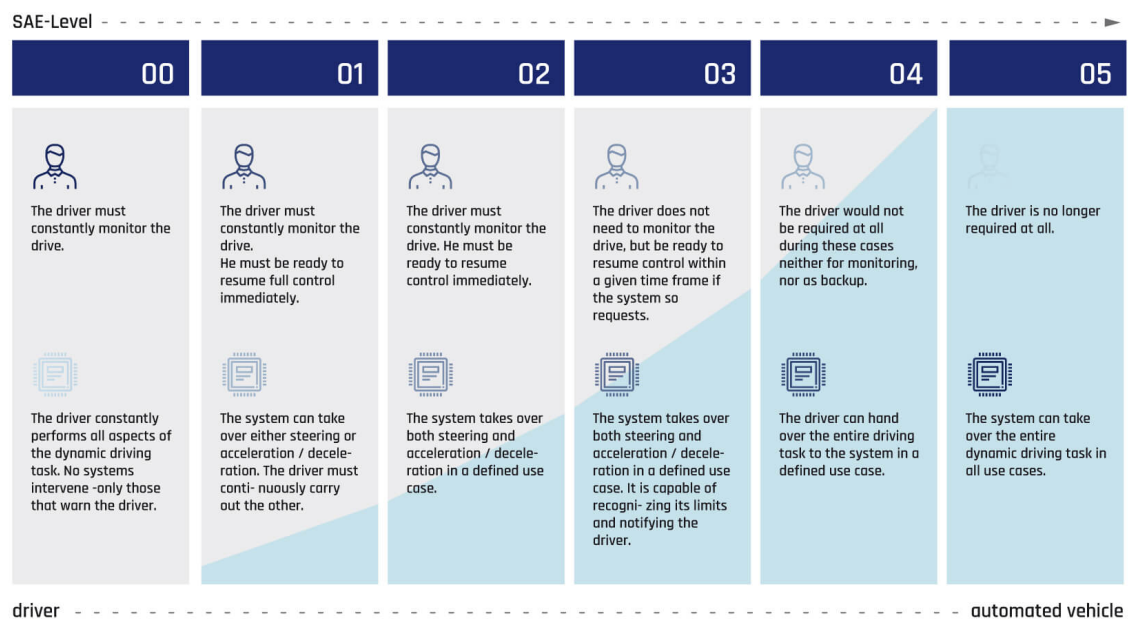 SAE-Level
00
01
02
03
04
05
The driver must
constantly monitor the
drive.
The driver must
constantly monitor the
drive.
He must be ready to
resume full control
immediately.
The driver must
constantly monitor the
drive. He must be
ready to resume
control immediately.
The driver does not
need to monitor the
drive, but be ready to
resume control within
a given time frame if
the system so
requests.
The driver would not
be required at all
during these cases
neither for monitoring,
nor as backup.
The driver is no longer
required at all.
The driver constantly
performs all aspects of
the dynamic driving
task. No systems
intervene -only those
that warn the driver.
The system can take
over either steering or
acceleration / decele-
ration. The driver must
conti- nuously carry
out the other.
The system takes over
both steering and
acceleration / decele-
ration in a defined use
case.
The system takes over
both steering and
acceleration / decele-
ration in a defined use
case. It is capable of
recogni- zing its limits
and notifying the
driver.
The driver can hand
over the entire driving
task to the system in a
defined use case.
The system can take
over the entire
dynamic driving task in
all use cases.
driver
automated vehicle